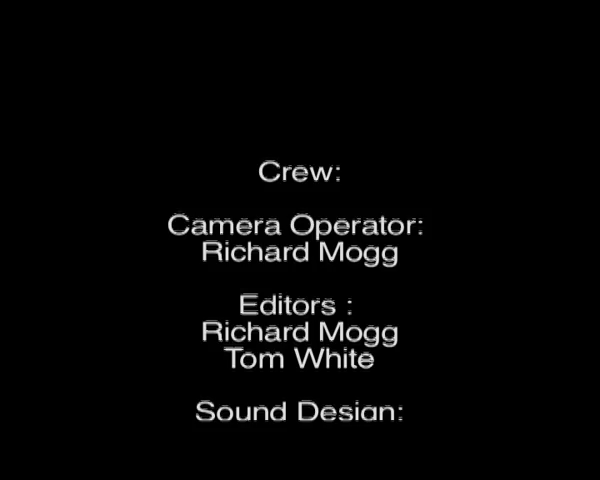 Crew:
Camera Operator:
Richard Mogg
Editors :
Richard Mogg
Tom White
Sound Design: